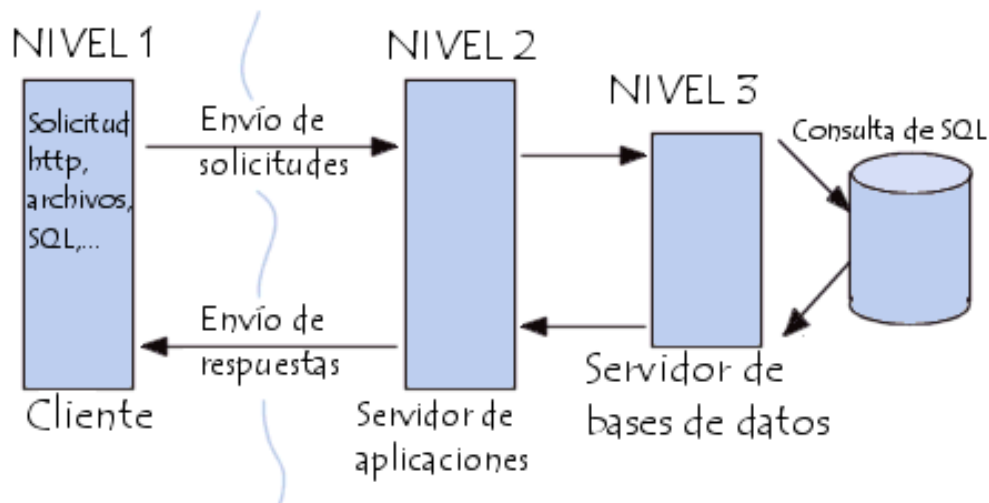 NIVEL 1
NIVEL 2
NIVEL 3
Solicitud
http,
archivos,
SQL,...
Envío de
solicitudes
Consulta de SQL
Envío de
respuestas
Cliente
Servidor de
aplicaciones
Servidor de
bases de datos